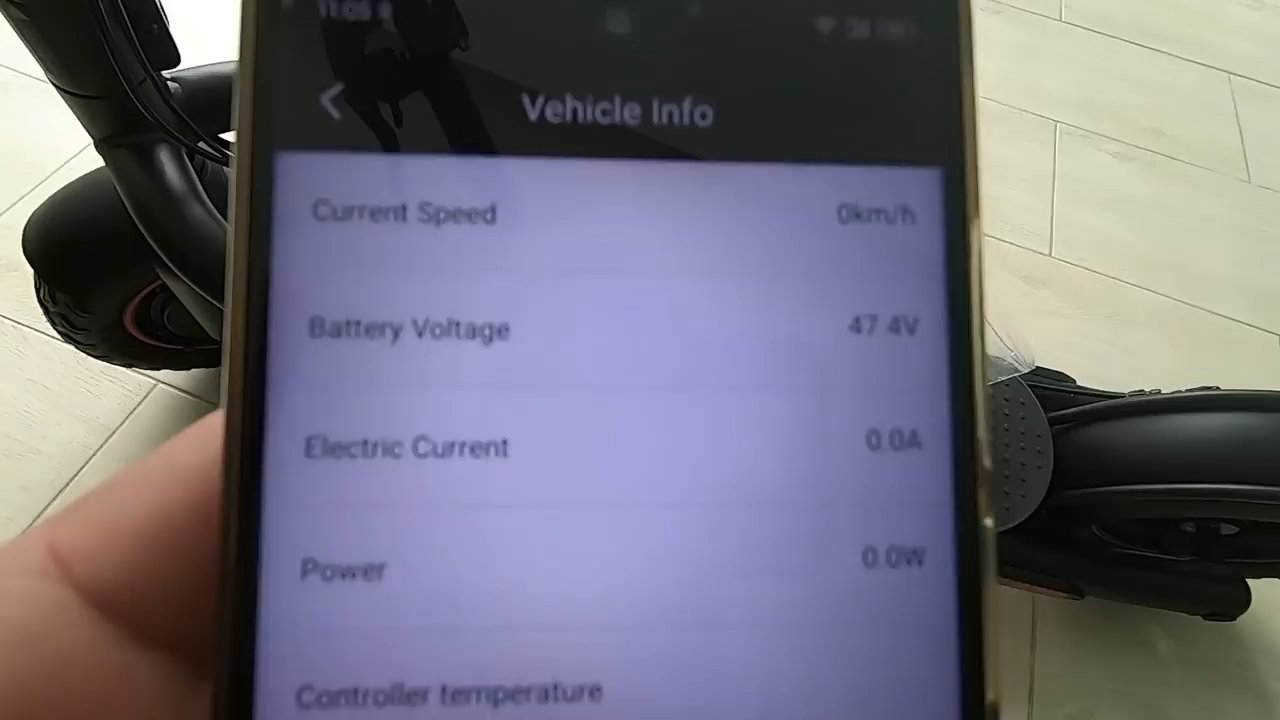 Vehicle Info
Current Speed 0km/h
Battery Voltage 47.4V
Electric Current 0.0A
Power 0.0W
Controller temperature